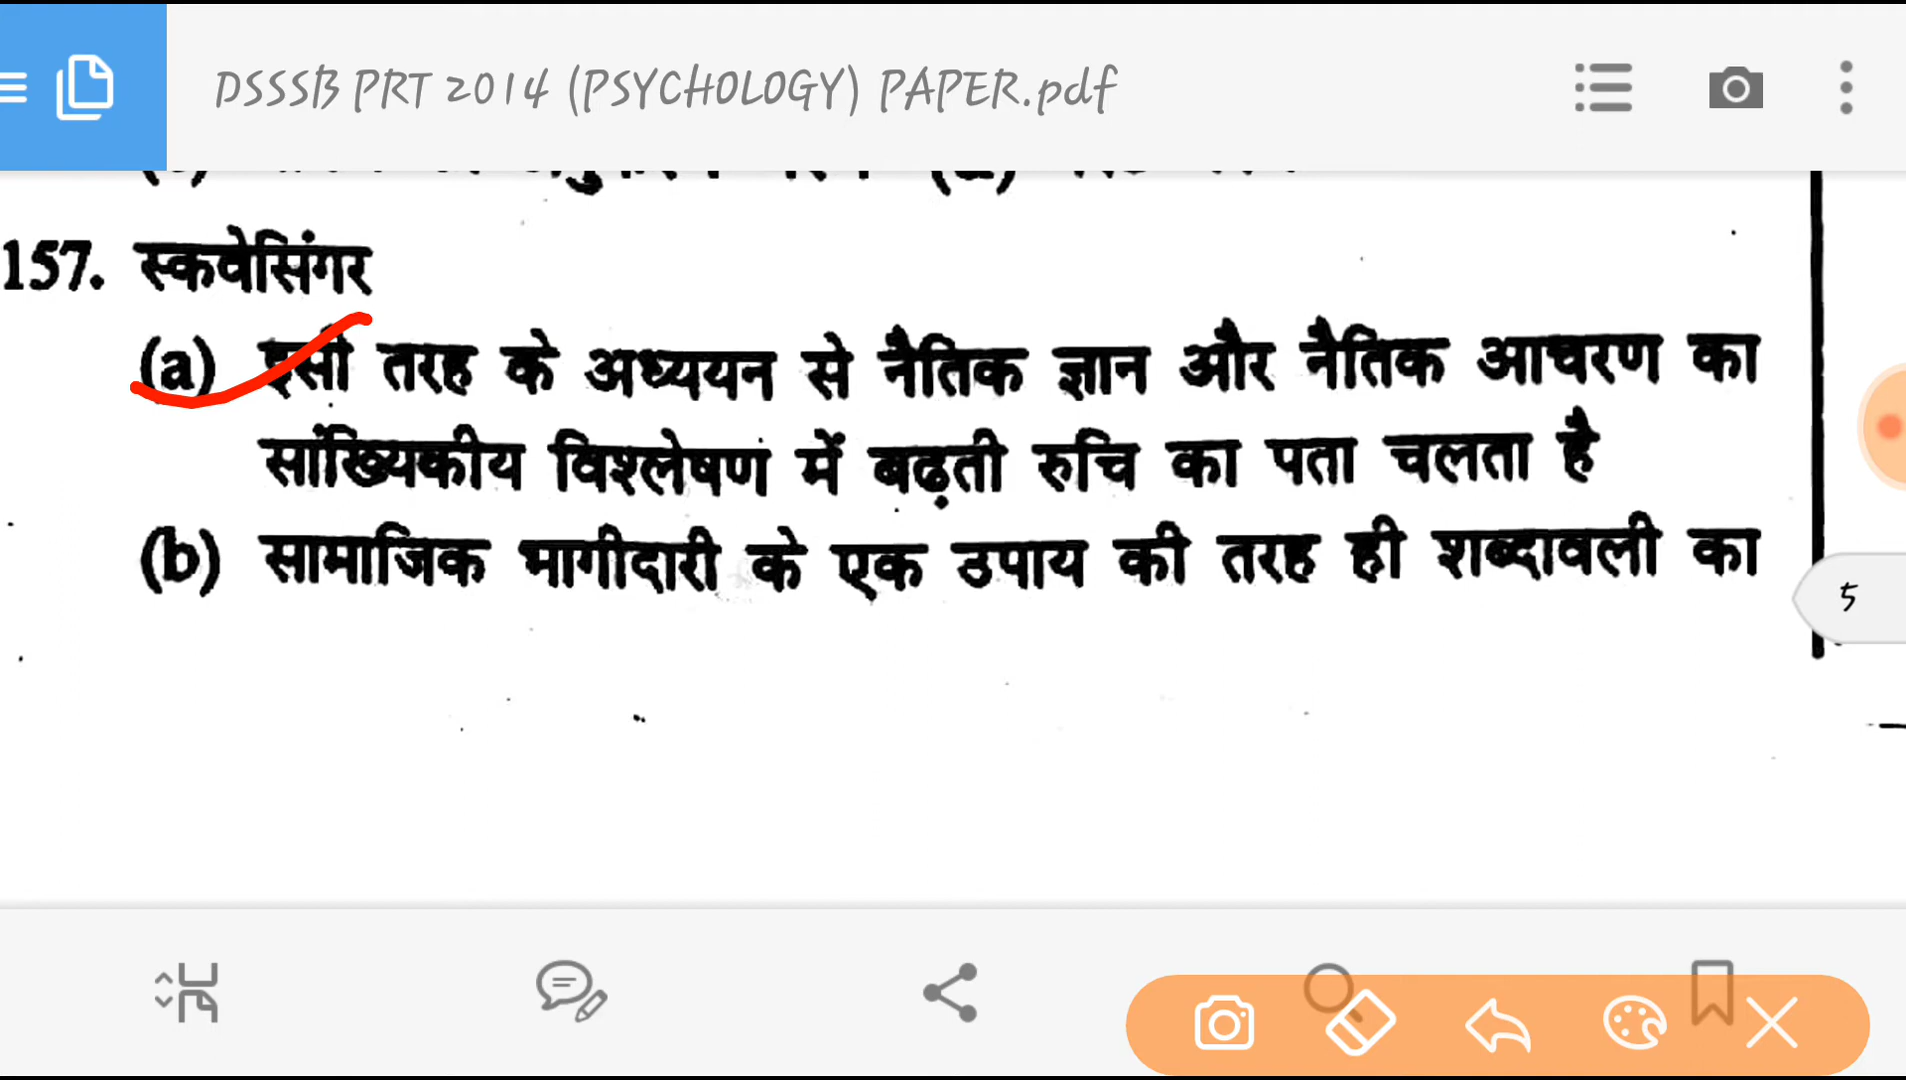 DSSSB PRT 2014 (PSYCHOLOGY) PAPER.pdf
157. स्कवेसिंगर
(a) इसी तरह के अध्ययन से नैतिक ज्ञान और नैतिक आचरण का
सांख्यिकीय विश्लेषण में बढ़ती रुचि का पता चलता है
(b) सामाजिक भागीदारी के एक उपाय की तरह ही शब्दावली का
5